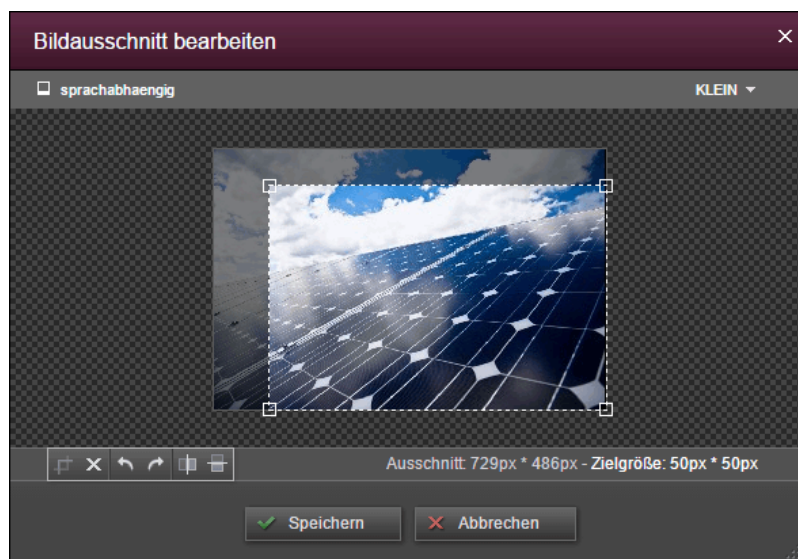 Bildausschnitt bearbeiten
sprachabhaengig
KLEIN
Ausschnitt: 729px * 486px - Zielgröße: 50px * 50px
Speichern
Abbrechen